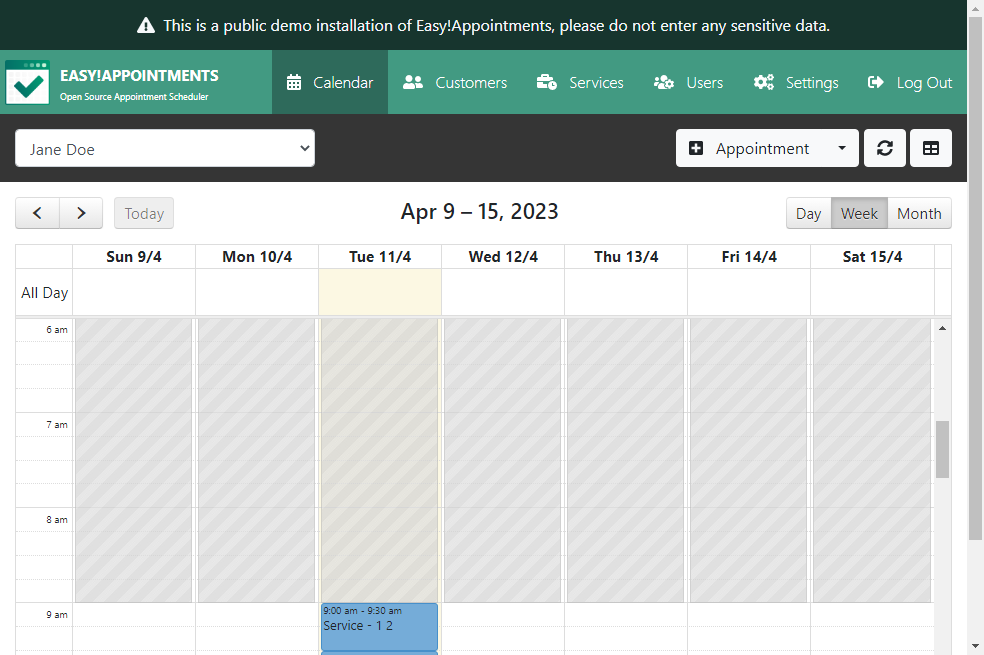 This is a public demo installation of Easy!Appointments, please do not enter any sensitive data.
EASY!APPOINTMENTS
Open Source Appointment Scheduler
Calendar Customers Services Users Settings Log Out
Jane Doe Appointment
Today Apr 9 – 15, 2023 Day Week Month
Sun 9/4 Mon 10/4 Tue 11/4 Wed 12/4 Thu 13/4 Fri 14/4 Sat 15/4
All Day
6 am
7 am
8 am
9 am
9:00 am - 9:30 am
Service - 1 2